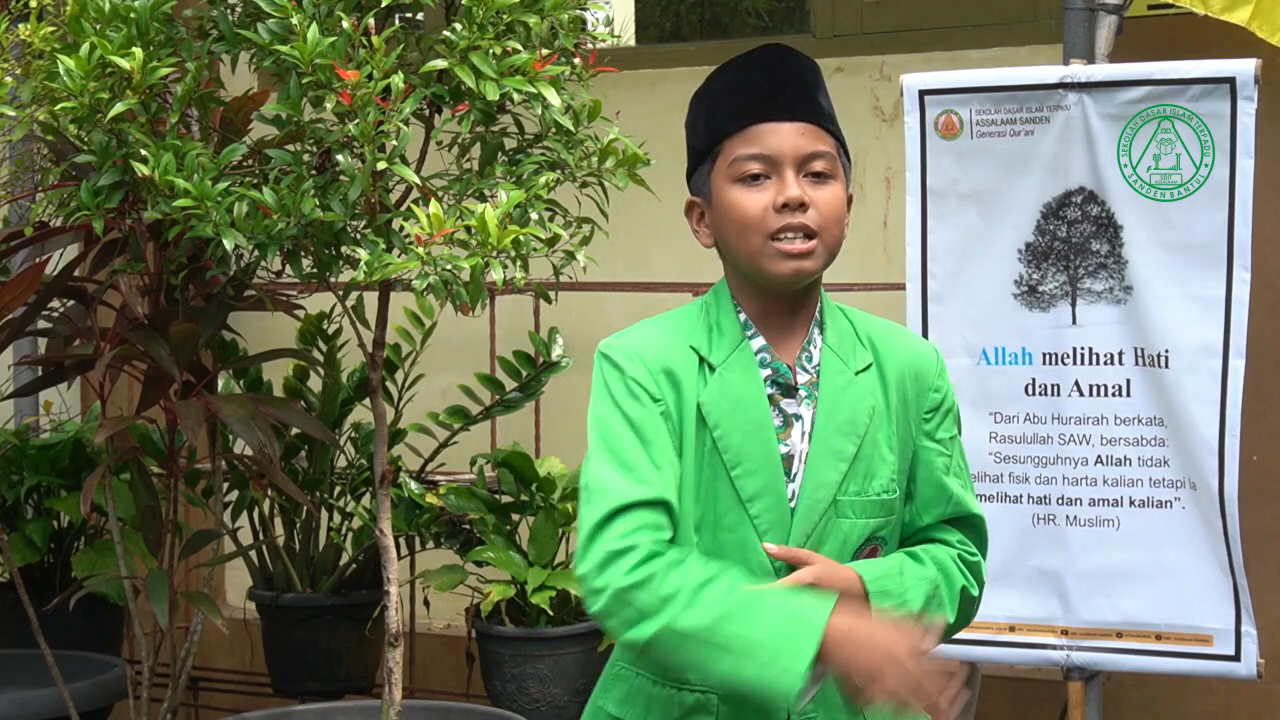 SEKOLAH DASAR ISLAM TERPADU
ASSALAAM SANDEN
Generasi Qur'ani
SEKOLAH DASAR ISLAM TERPADU
SANDEN BANTUL
Allah melihat Hati
dan Amal
"Dari Abu Hurairah berkata,
Rasulullah SAW, bersabda:
"Sesungguhnya Allah tidak
elihat fisik dan harta kalian tetapi Ia
melihat hati dan amal kalian".
(HR. Muslim)